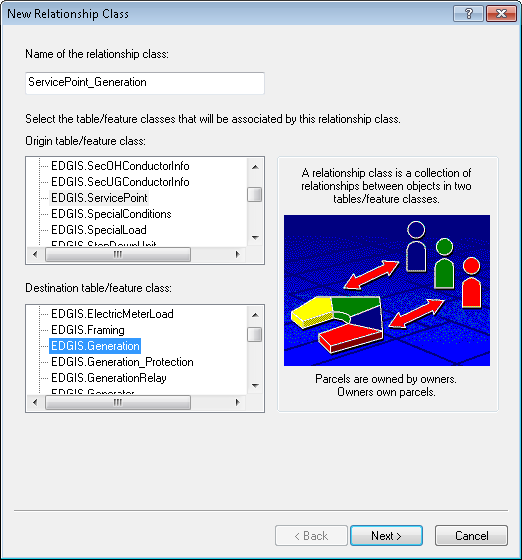 New Relationship Class
Name of the relationship class:
ServicePoint_Generation
Select the table/feature classes that will be associated by this relationship class.
Origin table/feature class:
EDGIS.SecOHConductorInfo
EDGIS.SecUGConductorInfo
EDGIS.ServicePoint
EDGIS.SpecialConditions
EDGIS.SpecialLoad
EDGIS.StepDownUnit
Destination table/feature class:
EDGIS.ElectricMeterLoad
EDGIS.Framing
EDGIS.Generation
EDGIS.Generation_Protection
EDGIS.GenerationRelay
EDGIS.Generator
A relationship class is a collection of
relationships between objects in two
tables/feature classes.
Parcels are owned by owners.
Owners own parcels.
< Back
Next >
Cancel